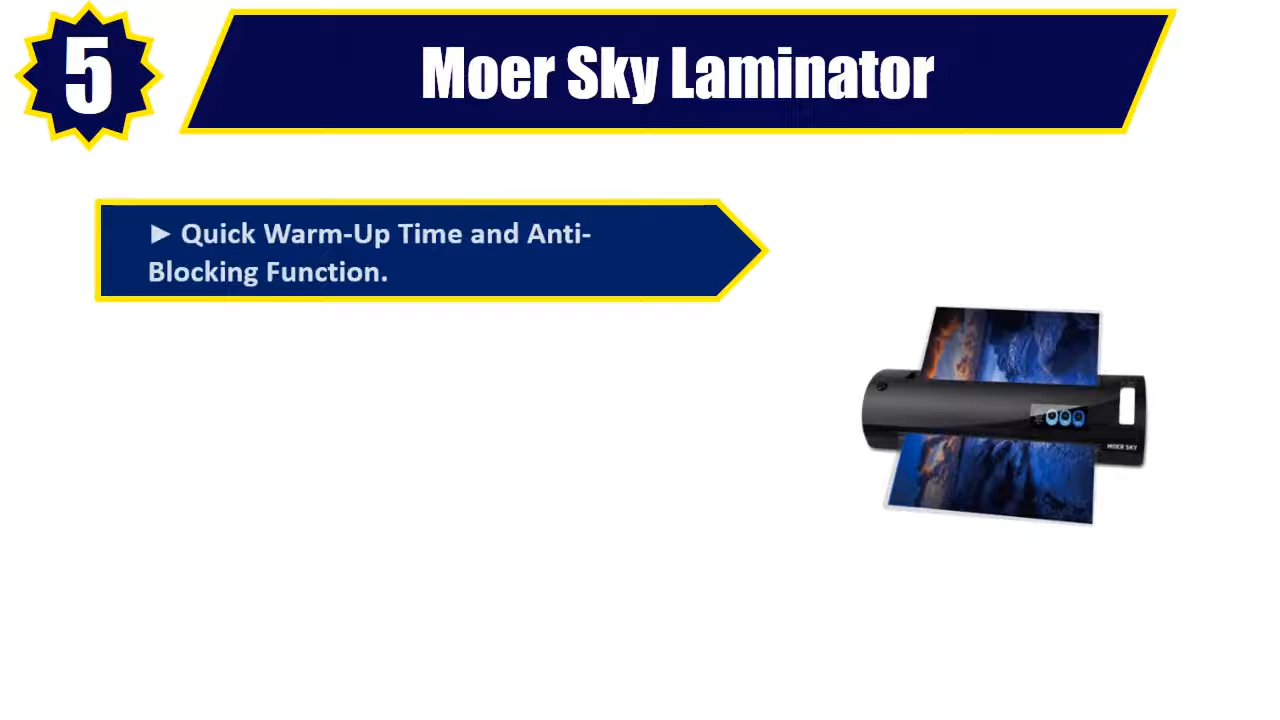 5
Moer Sky Laminator
► Quick Warm-Up Time and Anti-
Blocking Function.
MOER SKY